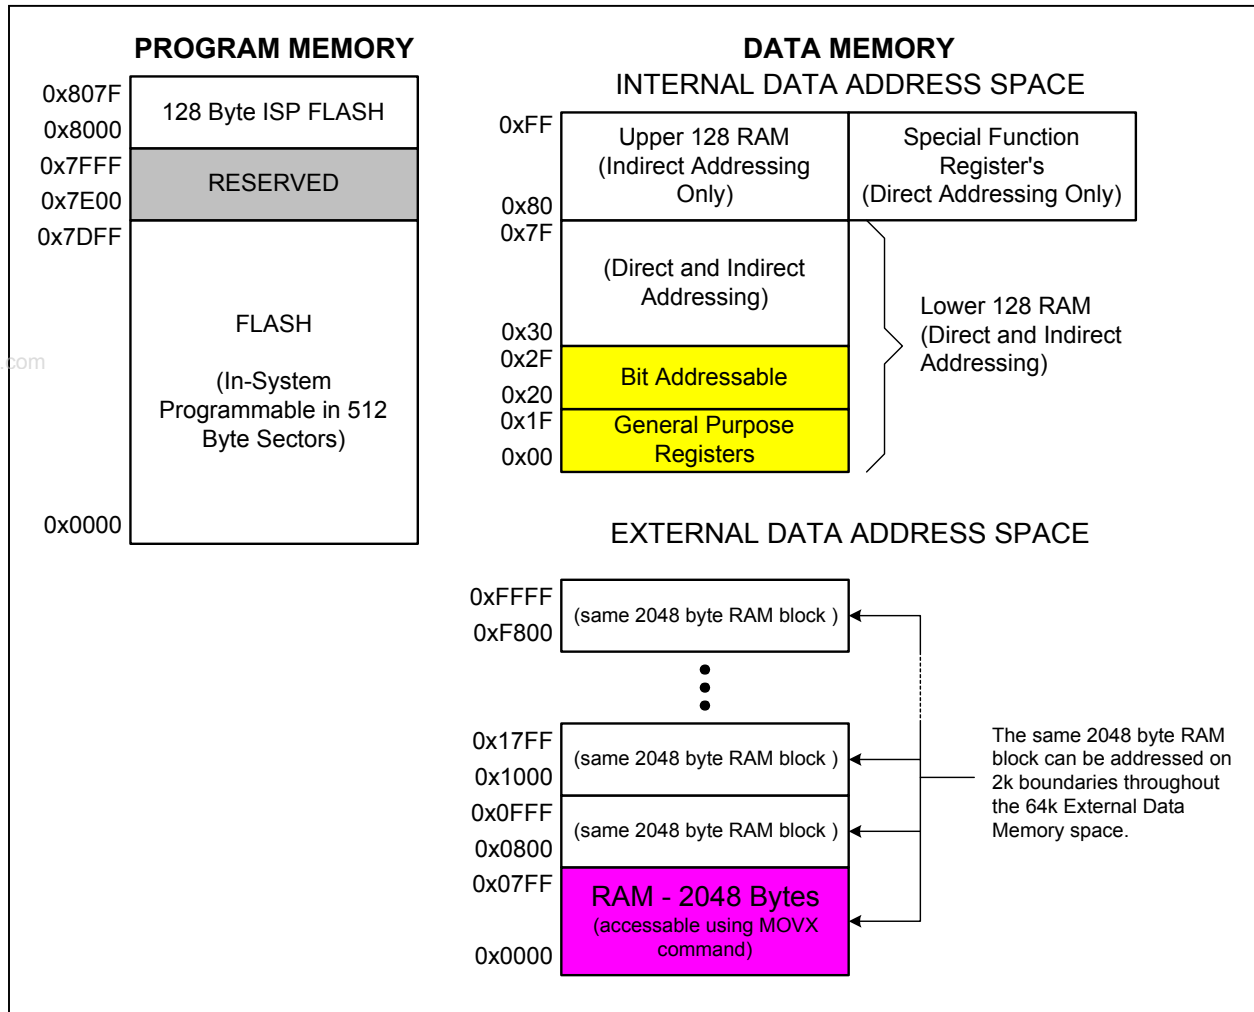 PROGRAM MEMORY
0x807F
0x8000
128 Byte ISP FLASH
0x7FFF
0x7E00
RESERVED
0x7DFF
FLASH
(In-System
Programmable in 512
Byte Sectors)
0x0000
.com
DATA MEMORY
INTERNAL DATA ADDRESS SPACE
0xFF
Upper 128 RAM
(Indirect Addressing
Only)
0x80
Special Function
Register's
(Direct Addressing Only)
0x7F
(Direct and Indirect
Addressing)
0x30
0x2F
Bit Addressable
0x20
0x1F
General Purpose
Registers
0x00
Lower 128 RAM
(Direct and Indirect
Addressing)
EXTERNAL DATA ADDRESS SPACE
0xFFFF
(same 2048 byte RAM block )
0xF800
0x17FF
(same 2048 byte RAM block )
0x1000
0x0FFF
(same 2048 byte RAM block )
0x0800
0x07FF
RAM - 2048 Bytes
(accessable using MOVX
command)
0x0000
The same 2048 byte RAM
block can be addressed on
2k boundaries throughout
the 64k External Data
Memory space.